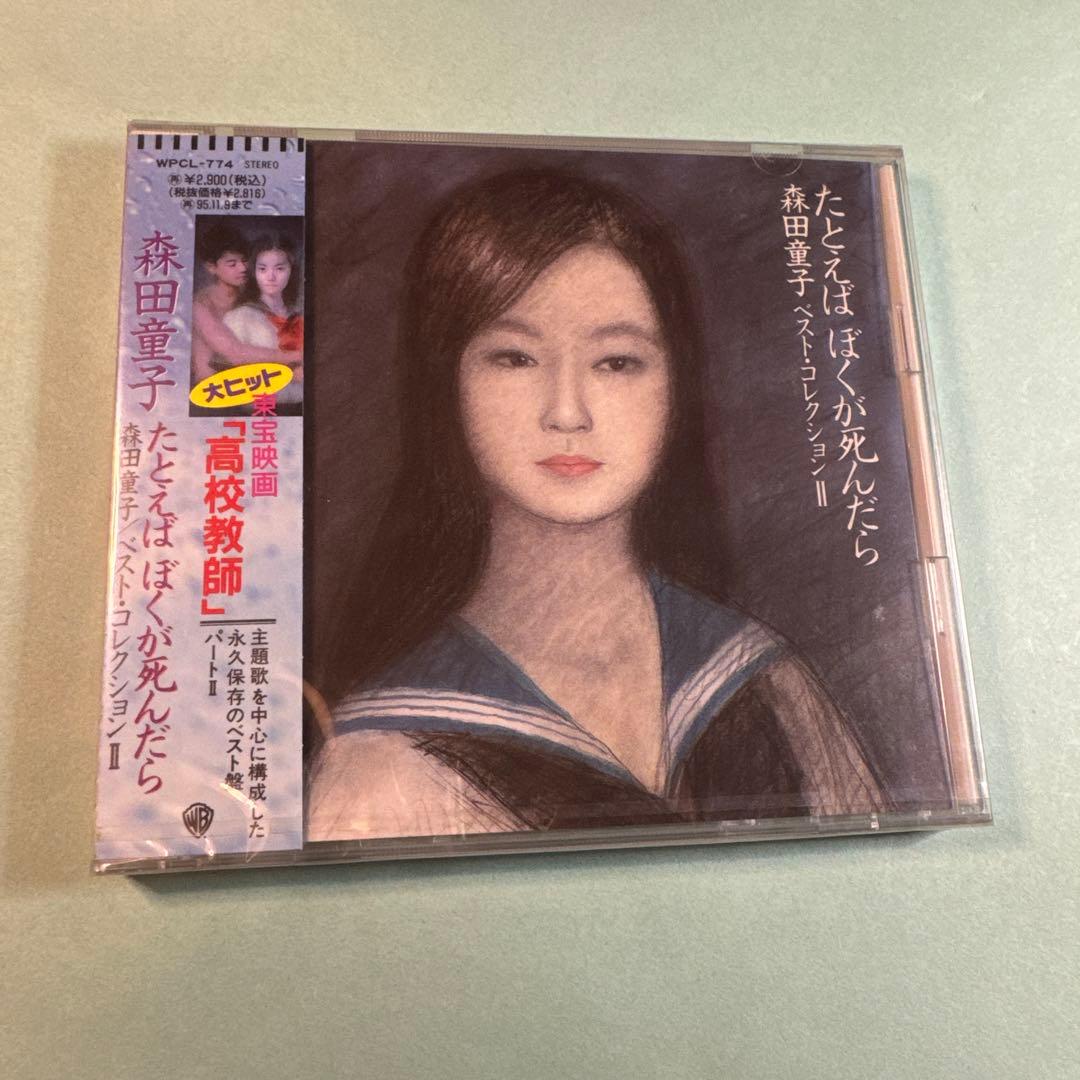 WPCL-774 STEREO
再¥2,900(税込)
(税抜価格¥2,816)
再95.11.9まで
森田童子
たとえば ぼくが死んだら
森田童子/ベスト・コレクションⅡ
大ヒット
東宝映画
「高校教師」
主題歌を中心に構成した
永久保存のベスト盤
パートⅡ
WB
たとえば ぼくが死んだら
森田童子 ベスト・コレクションⅡ